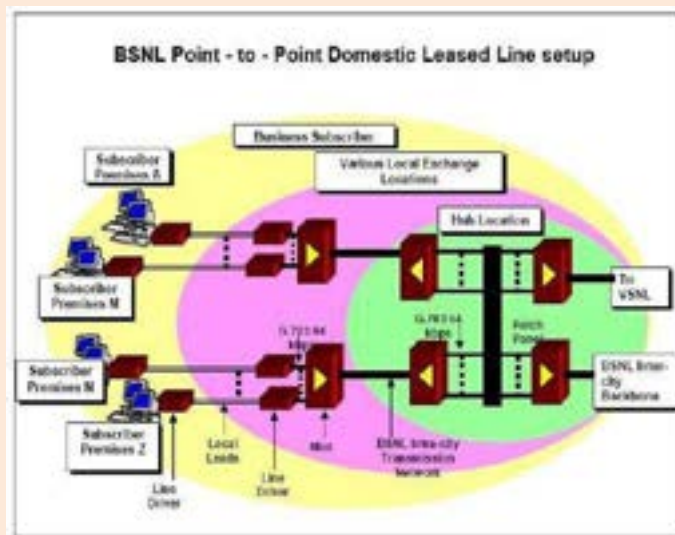 BSNL Point - to - Point Domestic Leased Line setup
Business Subscriber
Subscriber
Premises A
Various Local Exchange
Locations
Hub Location
Subscriber
Premises M
To
VSNL
G.703 64
kbps
Patch
Panel
Subscriber
Premises N
BSNL Inter-
city
Backbone
Subscriber
Premises Z
Local
Leads
Line
Driver
Mux
BSNL Intra-city
Transmission
Network
Line
Driver